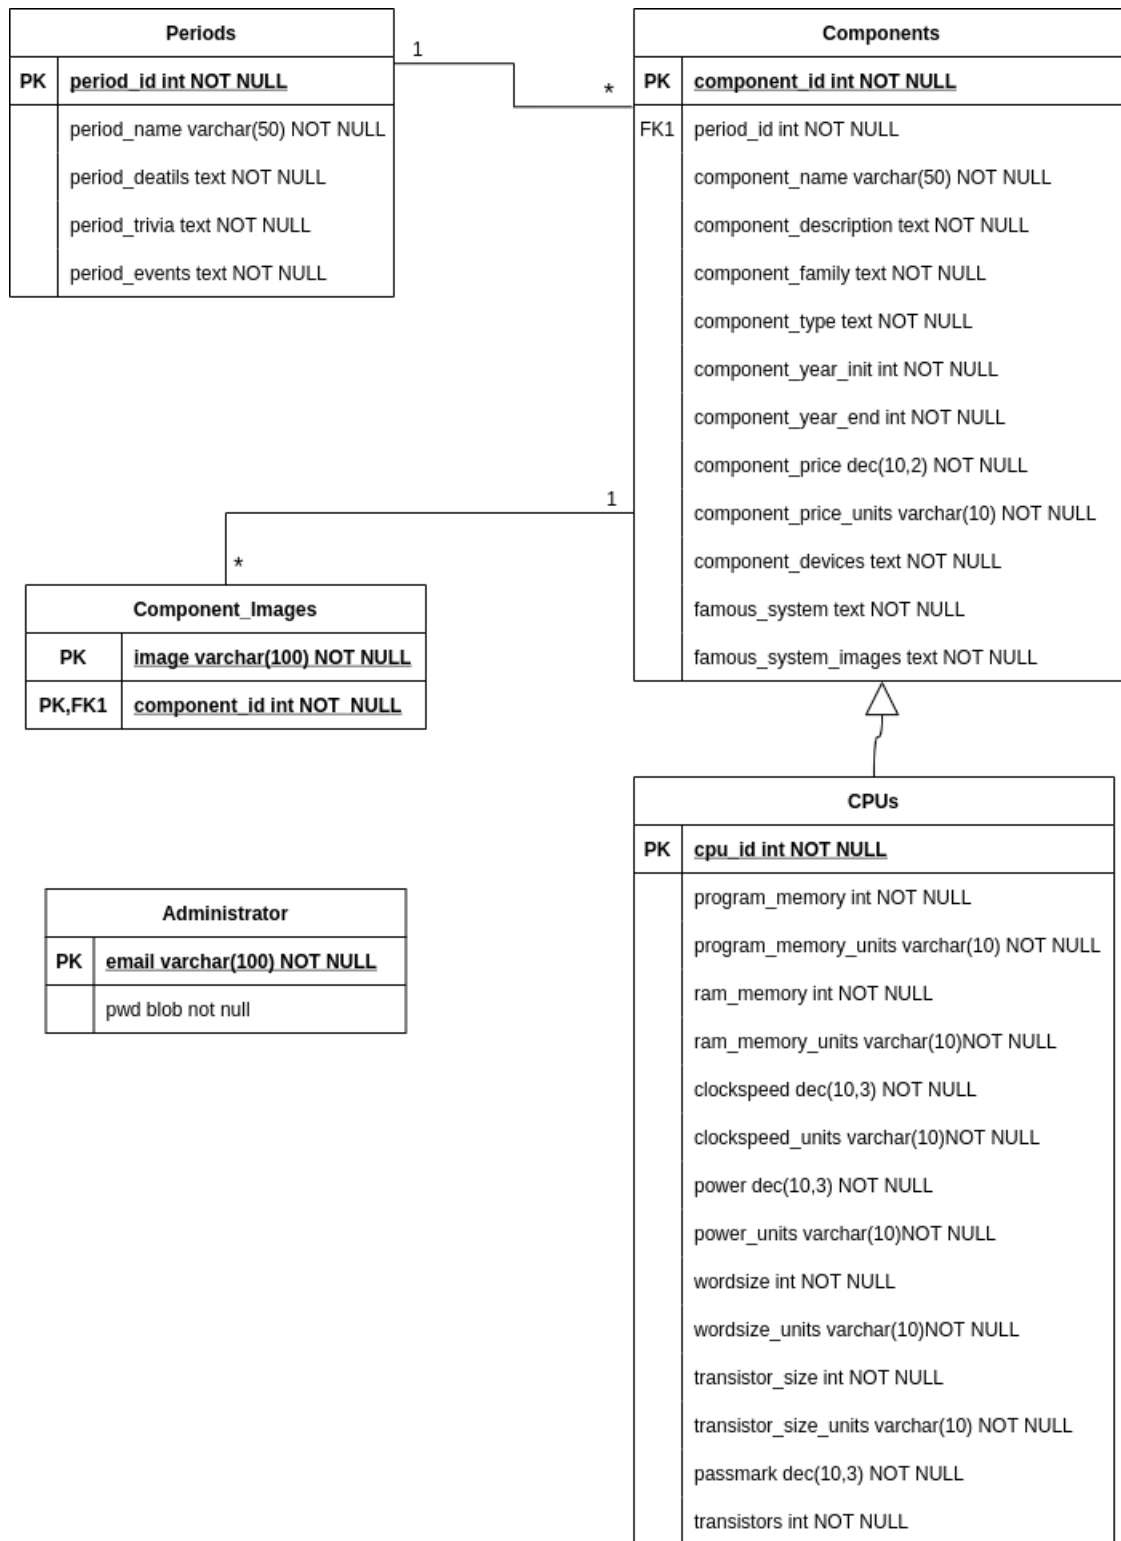 Periods
PK period_id int NOT NULL
period_name varchar(50) NOT NULL
period_deatils text NOT NULL
period_trivia text NOT NULL
period_events text NOT NULL
1
*
Components
PK component_id int NOT NULL
FK1 period_id int NOT NULL
component_name varchar(50) NOT NULL
component_description text NOT NULL
component_family text NOT NULL
component_type text NOT NULL
component_year_init int NOT NULL
component_year_end int NOT NULL
component_price dec(10,2) NOT NULL
component_price_units varchar(10) NOT NULL
component_devices text NOT NULL
famous_system text NOT NULL
famous_system_images text NOT NULL
1
*
Component_Images
PK image varchar(100) NOT NULL
PK,FK1 component_id int NOT NULL
Administrator
PK email varchar(100) NOT NULL
pwd blob not null
CPUs
PK cpu_id int NOT NULL
program_memory int NOT NULL
program_memory_units varchar(10) NOT NULL
ram_memory int NOT NULL
ram_memory_units varchar(10)NOT NULL
clockspeed dec(10,3) NOT NULL
clockspeed_units varchar(10)NOT NULL
power dec(10,3) NOT NULL
power_units varchar(10)NOT NULL
wordsize int NOT NULL
wordsize_units varchar(10)NOT NULL
transistor_size int NOT NULL
transistor_size_units varchar(10) NOT NULL
passmark dec(10,3) NOT NULL
transistors int NOT NULL